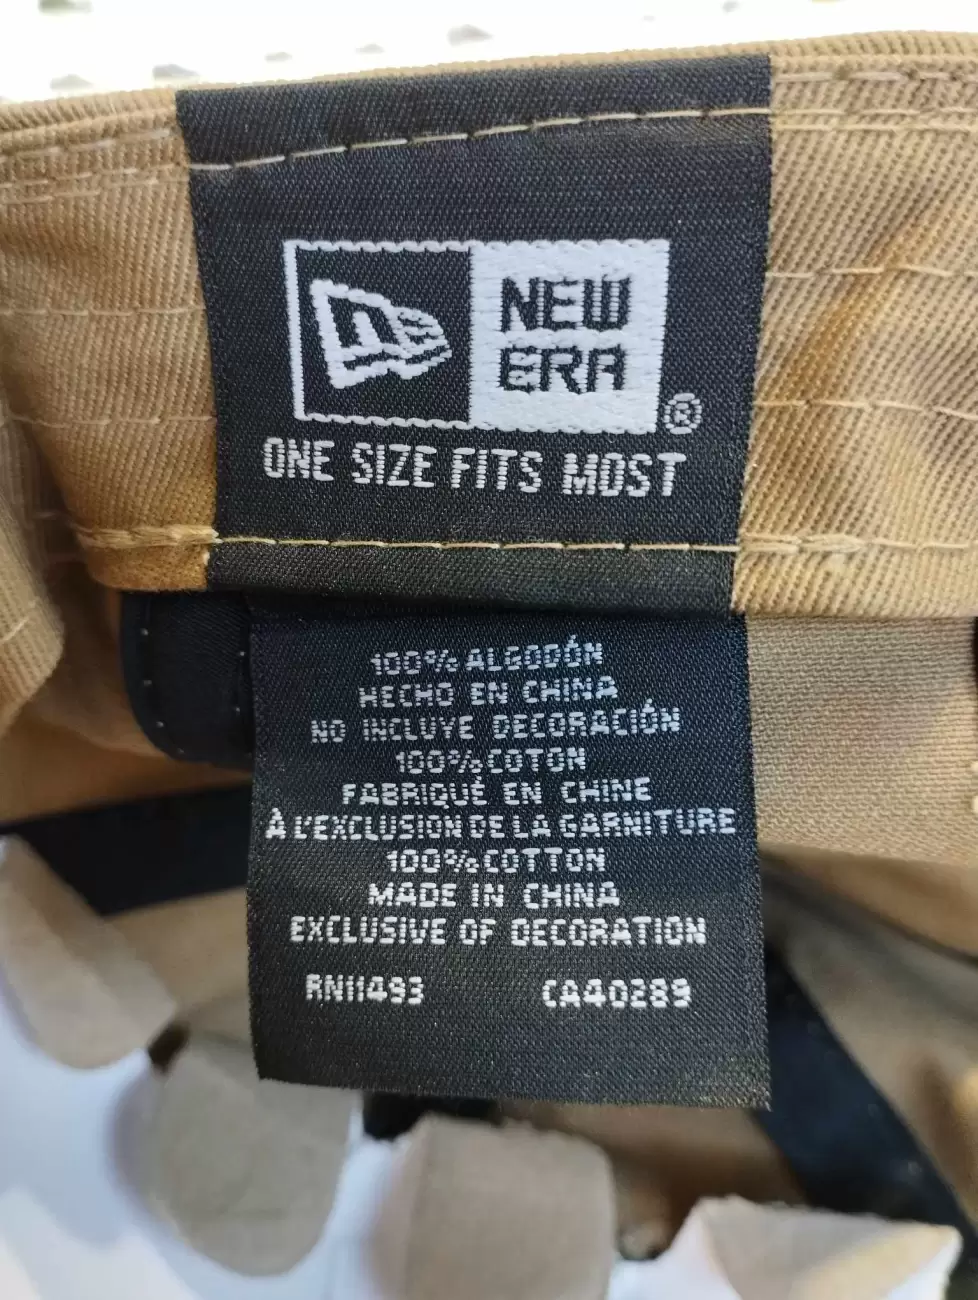 NEW
ERA
®
ONE SIZE FITS MOST
100% ALGODÓN
HECHO EN CHINA
NO INCLUYE DECORACIÓN
100% COTON
FABRIQUÉ EN CHINE
À L'EXCLUSION DE LA GARNITURE
100% COTTON
MADE IN CHINA
EXCLUSIVE OF DECORATION
RN11493 CA40289